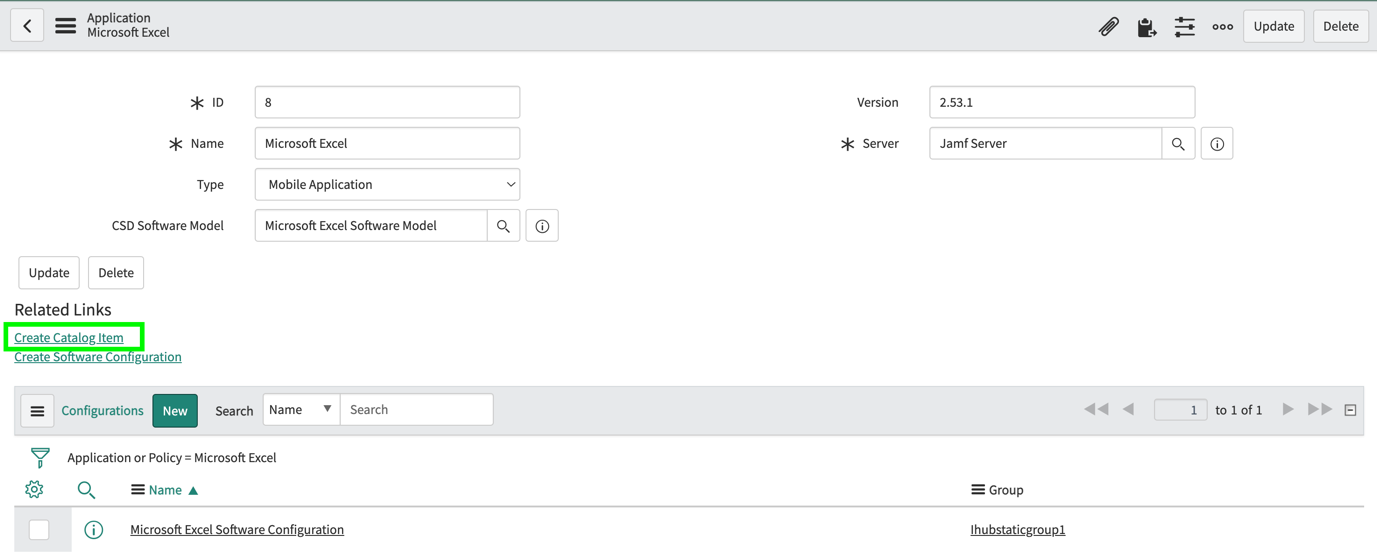 Application
Microsoft Excel
Update
Delete
ID
8
Version
2.53.1
Name
Microsoft Excel
Server
Jamf Server
Type
Mobile Application
CSD Software Model
Microsoft Excel Software Model
Update
Delete
Related Links
Create Catalog Item
Create Software Configuration
Configurations
New
Search
Name
Search
1
to 1 of 1
Application or Policy = Microsoft Excel
Name
Group
Microsoft Excel Software Configuration
Ihubstaticgroup1